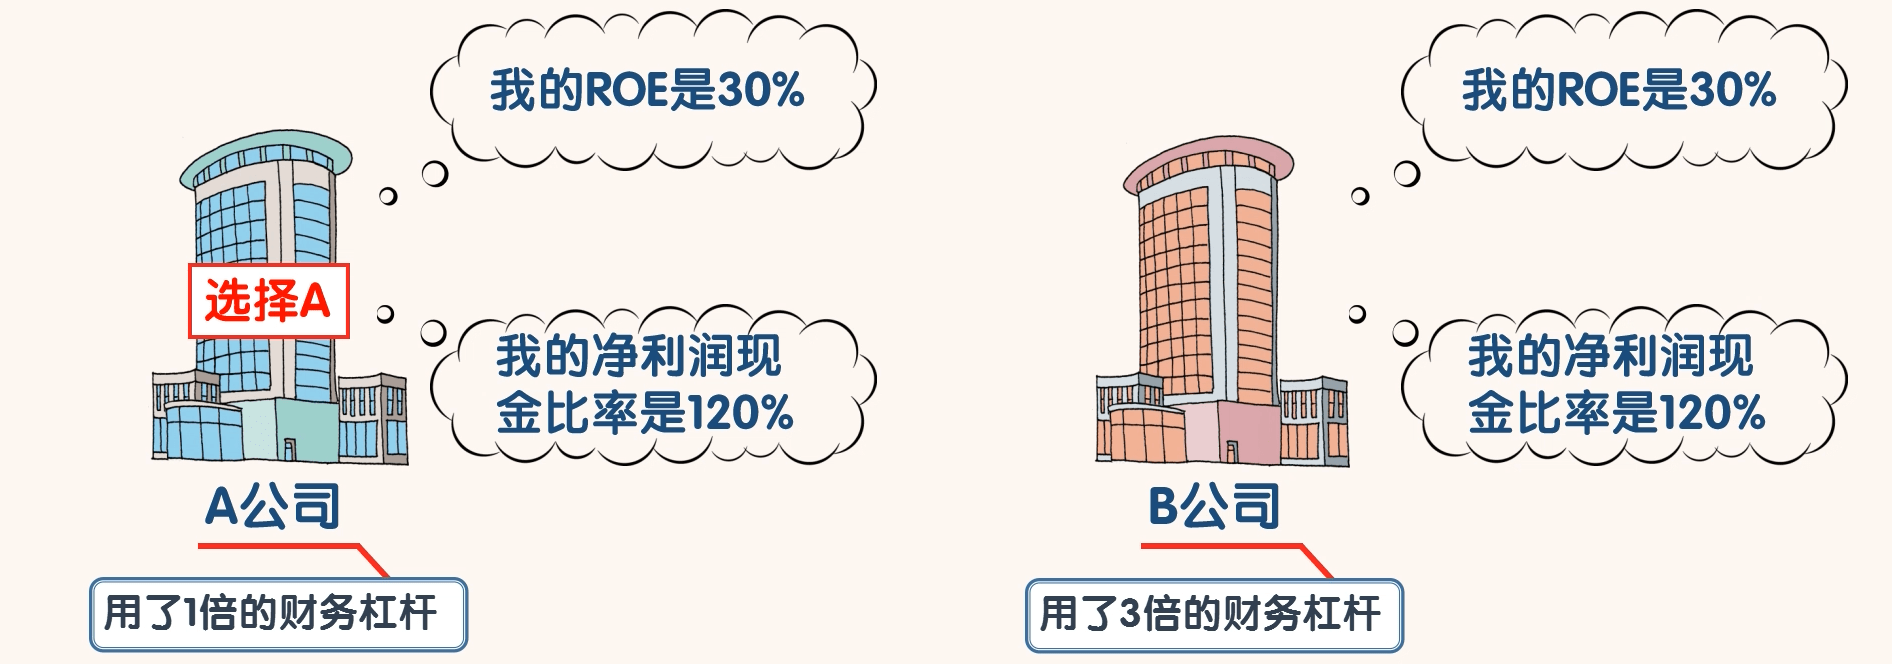 我的ROE是30%
选择A
我的净利润现
金比率是120%
A公司
用了1倍的财务杠杆
我的ROE是30%
我的净利润现
金比率是120%
B公司
用了3倍的财务杠杆